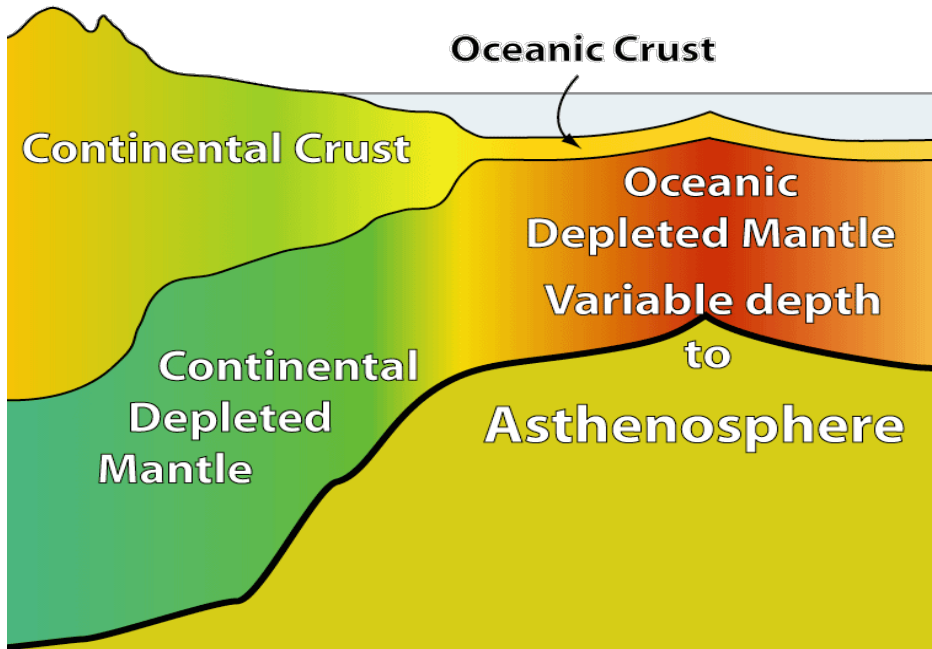 Oceanic Crust
Continental Crust
Oceanic
Depleted Mantle
Variable depth
to
Asthenosphere
Continental
Depleted
Mantle